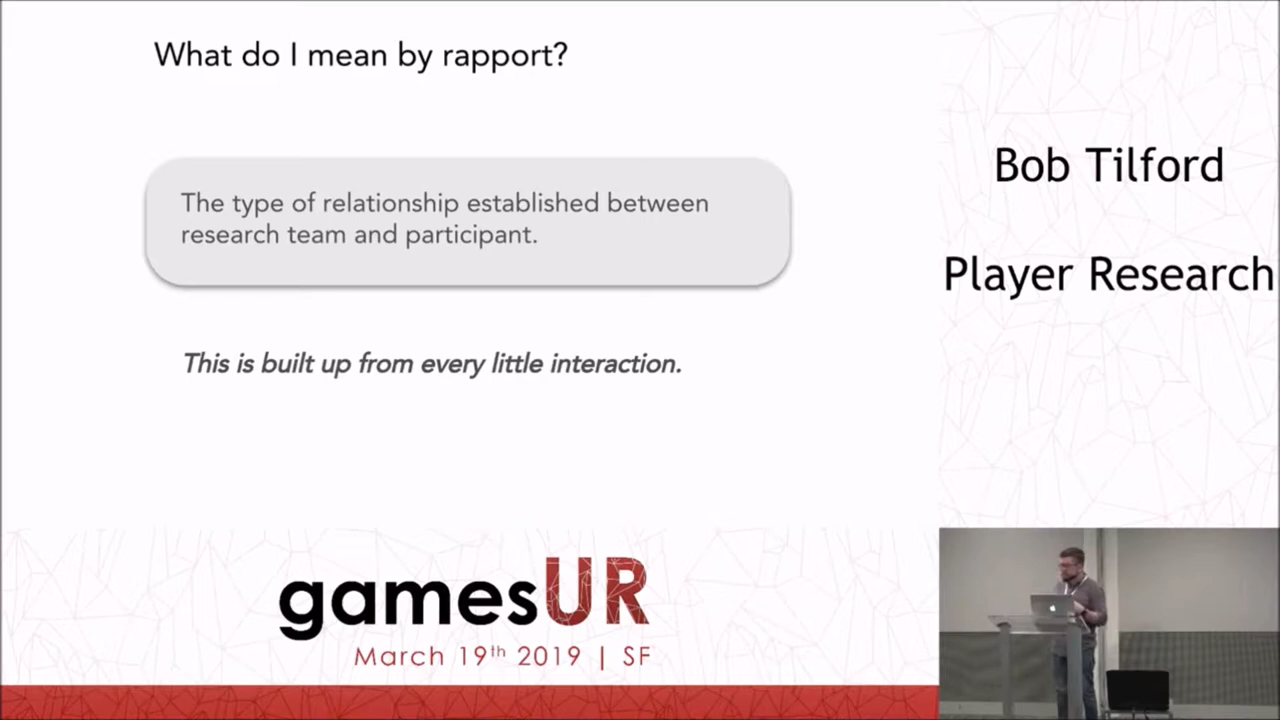 What do I mean by rapport?
The type of relationship established between
research team and participant.
This is built up from every little interaction.
Bob Tilford
Player Research
gamesUR
March 19th 2019 | SF